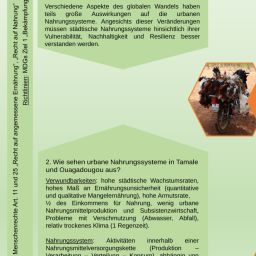 Verschiedene Aspekte des globalen Wandels haben
teils große Auswirkungen auf die urbanen
Nahrungssysteme. Angesichts dieser Veränderungen
müssen städtische Nahrungssysteme hinsichtlich ihrer
Vulnerabilität, Nachhaltigkeit und Resilienz besser
verstanden werden.
Menschenrechte Art. 11 und 25 „Recht auf angemessene Ernährung", „Recht auf Nahrung"
Richtlinien: MDGs Ziel 1 „Bekämpfung
2. Wie sehen urbane Nahrungssysteme in Tamale
und Ouagadougou aus?
Verwundbarkeiten: hohe städtische Wachstumsraten,
hohes Maß an Ernährungsunsicherheit (quantitative
und qualitative Mangelernährung), hohe Armutsrate,
½ des Einkommens für Nahrung, wenig urbane
Nahrungsmittelproduktion und Subsistenzwirtschaft,
Probleme mit Verschmutzung (Abwasser, Abfall),
relativ trockenes Klima (1 Regenzeit).
Nahrungssystem: Aktivitäten innerhalb einer
Nahrungsmittelversorgungskette (Produktion –
Verarbeitung – Verteilung – Konsum), abhängig von